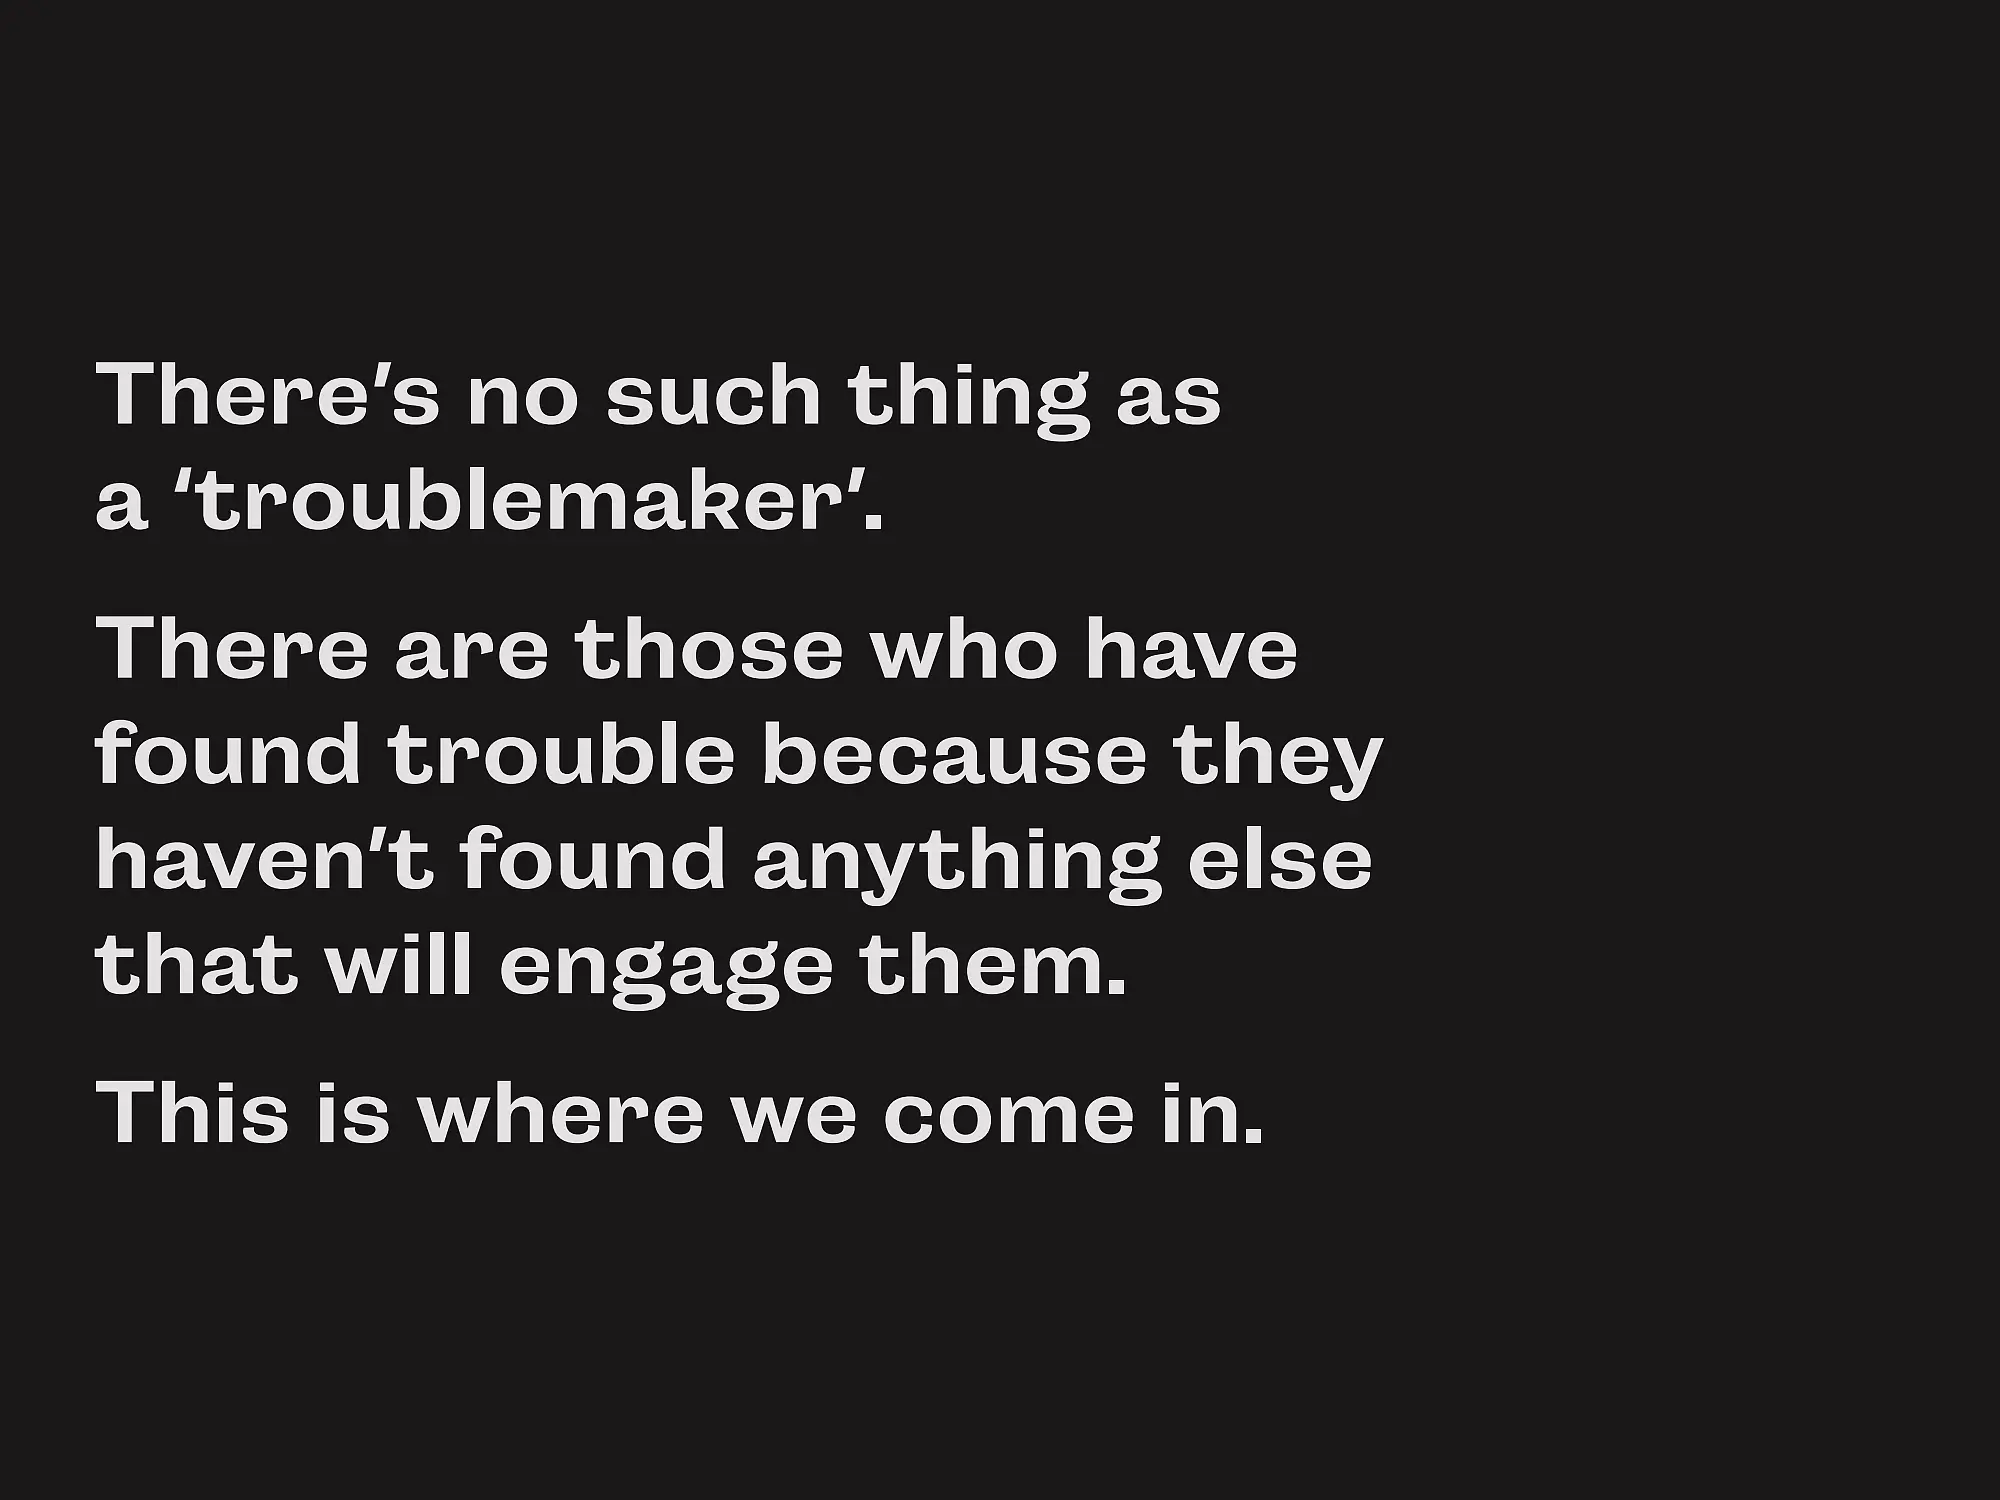 There’s no such thing as
a ‘troublemaker’.
There are those who have
found trouble because they
haven’t found anything else
that will engage them.
This is where we come in.